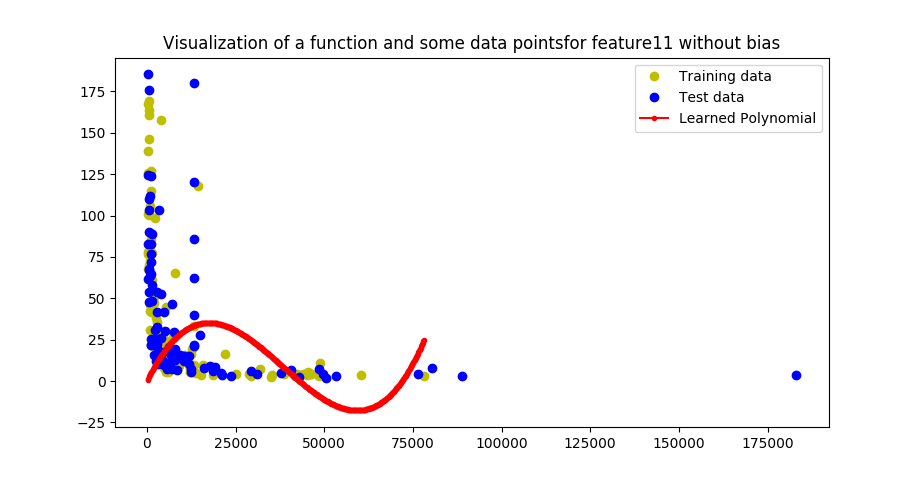 Visualization of a function and some data pointsfor feature11 without bias
Training data
Test data
Learned Polynomial
175
150
125
100
75
50
25
0
−25
0 25000 50000 75000 100000 125000 150000 175000